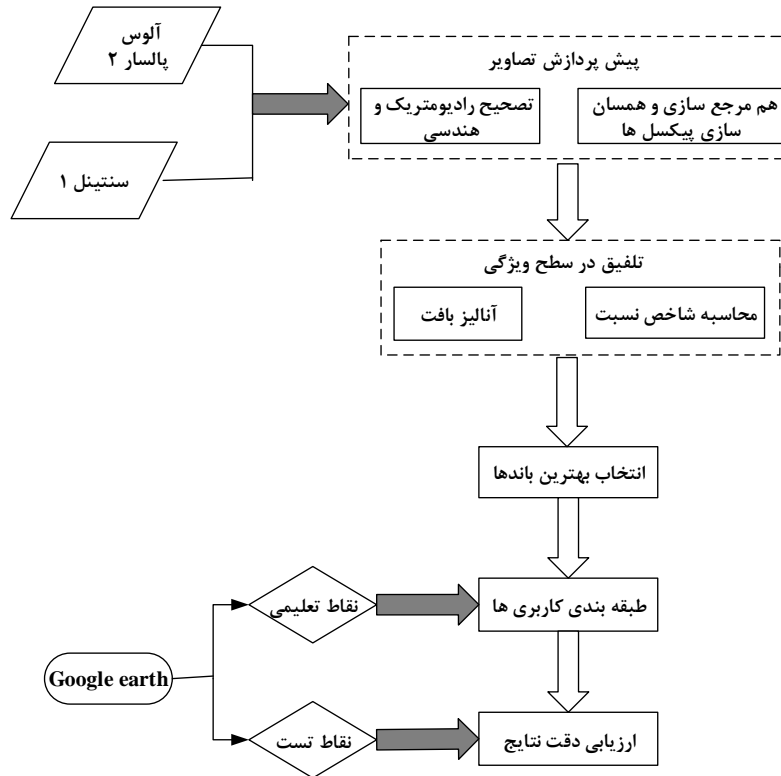 آلوس
پالسار ۲
سنتینل ۱
پیش پردازش تصاویر
هم مرجع سازی و همسان
سازی پیکسل ها
تصحیح رادیومتریک و
هندسی
تلفیق در سطح ویژگی
محاسبه شاخص نسبت
آنالیز بافت
انتخاب بهترین باندها
طبقه بندی کاربری ها
نقاط تعلیمی
Google earth
نقاط تست
ارزیابی دقت نتایج